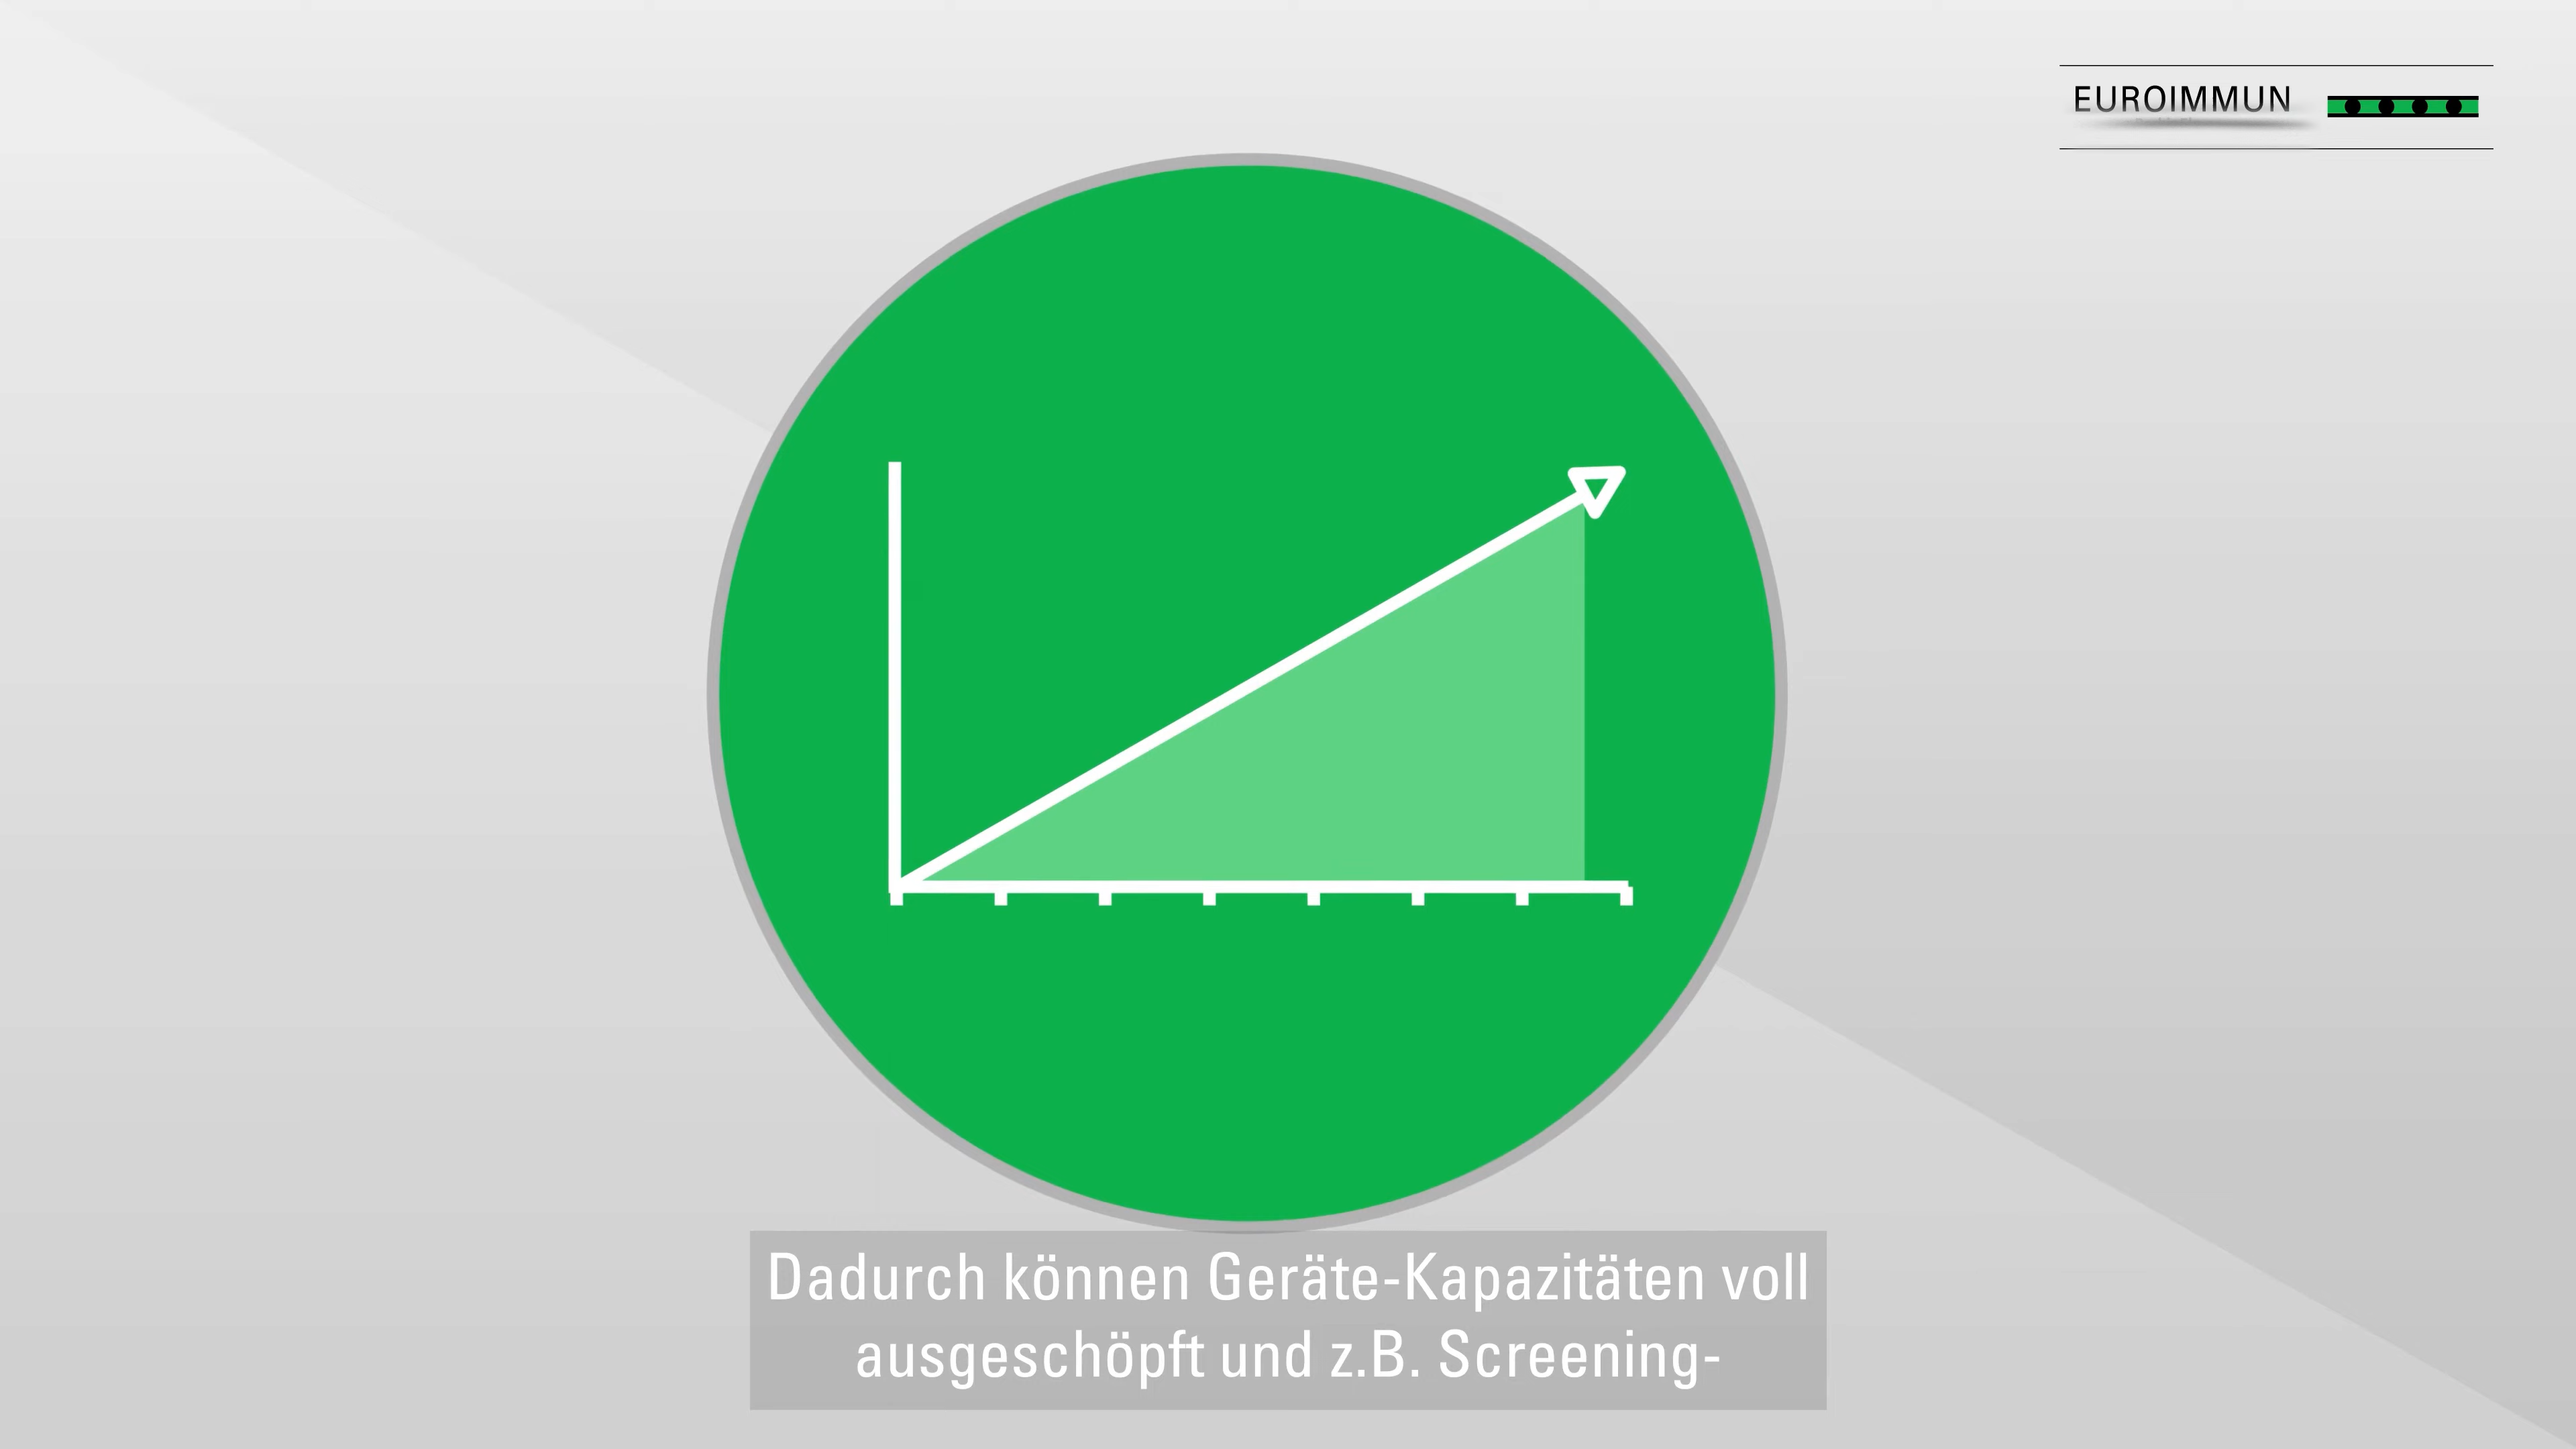 EUROIMMUN
Dadurch können Geräte-Kapazitäten voll
ausgeschöpft und z.B. Screening-